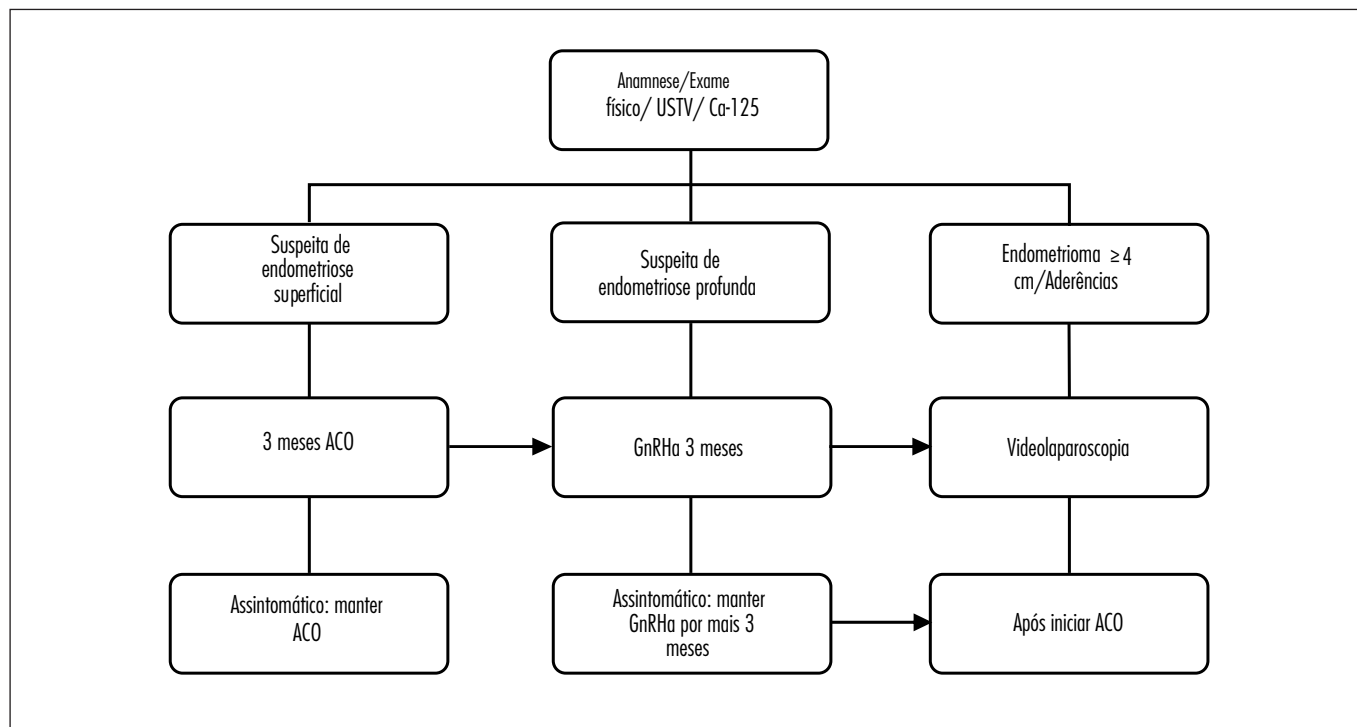 Anamnese/Exame
físico/ USTV/ Ca-125
Suspeita de
endometriose
superficial
Suspeita de
endometriose profunda
Endometrioma ≥4
cm/Aderências
3 meses ACO
GnRHa 3 meses
Videolaparoscopia
Assintomático: manter
ACO
Assintomático: manter
GnRHa por mais 3
meses
Após iniciar ACO